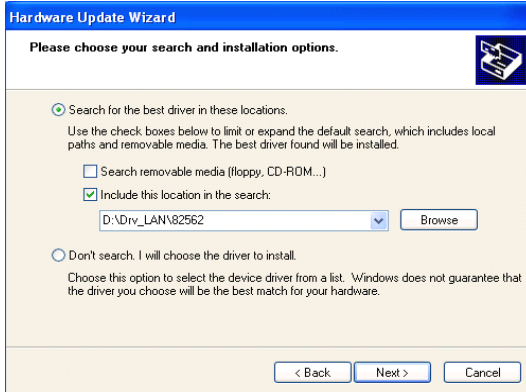 Hardware Update Wizard
Please choose your search and installation options.
Search for the best driver in these locations.
Use the check boxes below to limit or expand the default search, which includes local
paths and removable media. The best driver found will be installed.
Search removable media (floppy, CD-ROM...)
Include this location in the search:
D:\Drv_LAN\82562
Browse
Don't search. I will choose the driver to install.
Choose this option to select the device driver from a list. Windows does not guarantee that
the driver you choose will be the best match for your hardware.
< Back
Next >
Cancel